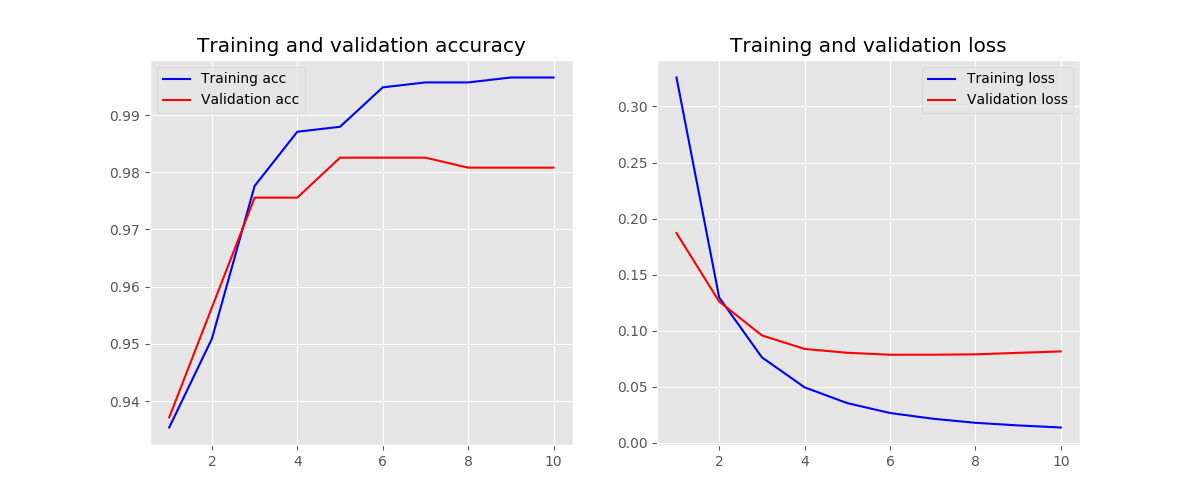 Training and validation accuracy
Training acc
Validation acc
0.99
0.98
0.97
0.96
0.95
0.94
2 4 6 8 10
Training and validation loss
Training loss
Validation loss
0.30
0.25
0.20
0.15
0.10
0.05
0.00
2 4 6 8 10